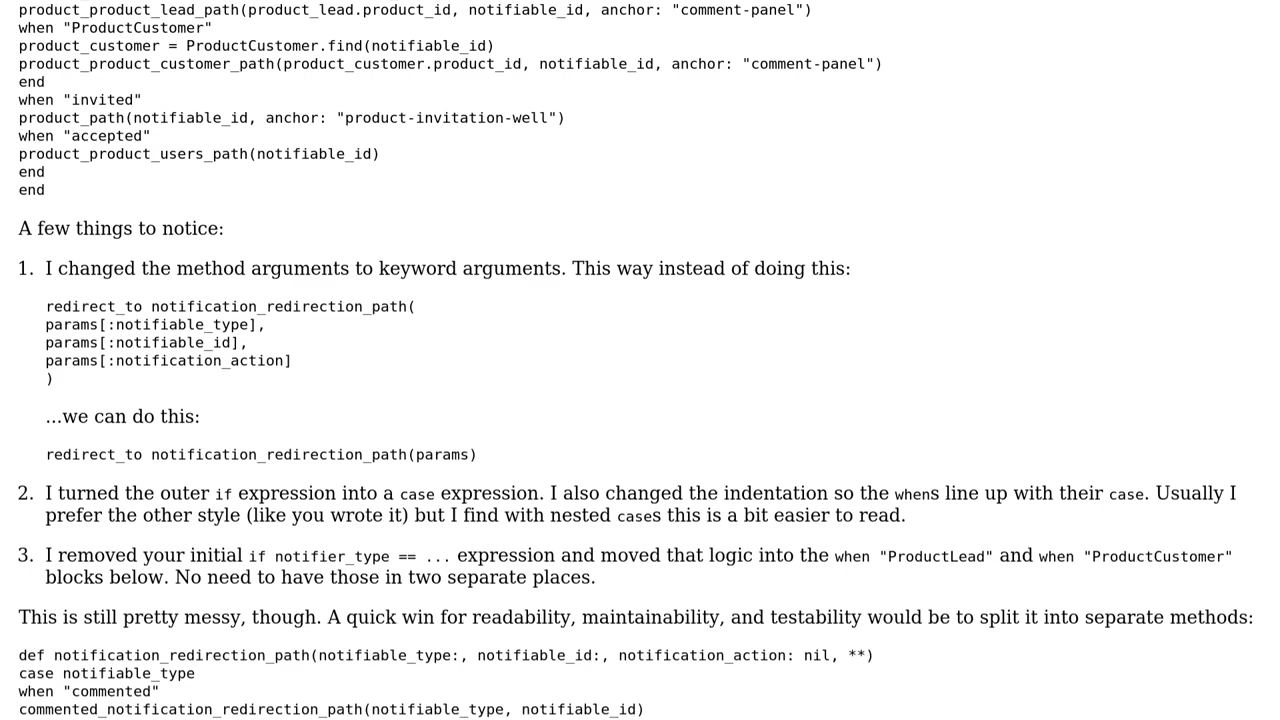 product_product_lead_path(product_lead.product_id, notifiable_id, anchor: "comment-panel")
when "ProductCustomer"
product_customer = ProductCustomer.find(notifiable_id)
product_product_customer_path(product_customer.product_id, notifiable_id, anchor: "comment-panel")
end
when "invited"
product_path(notifiable_id, anchor: "product-invitation-well")
when "accepted"
product_product_users_path(notifiable_id)
end
end
A few things to notice:
1. I changed the method arguments to keyword arguments. This way instead of doing this:
redirect_to notification_redirection_path(
params[:notifiable_type],
params[:notifiable_id],
params[:notification_action]
)
...we can do this:
redirect_to notification_redirection_path(params)
2. I turned the outer if expression into a case expression. I also changed the indentation so the whens line up with their case. Usually I
prefer the other style (like you wrote it) but I find with nested cases this is a bit easier to read.
3. I removed your initial if notifier_type == ... expression and moved that logic into the when "ProductLead" and when "ProductCustomer"
blocks below. No need to have those in two separate places.
This is still pretty messy, though. A quick win for readability, maintainability, and testability would be to split it into separate methods:
def notification_redirection_path(notifiable_type:, notifiable_id:, notification_action: nil, **)
case notifiable_type
when "commented"
commented_notification_redirection_path(notifiable_type, notifiable_id)